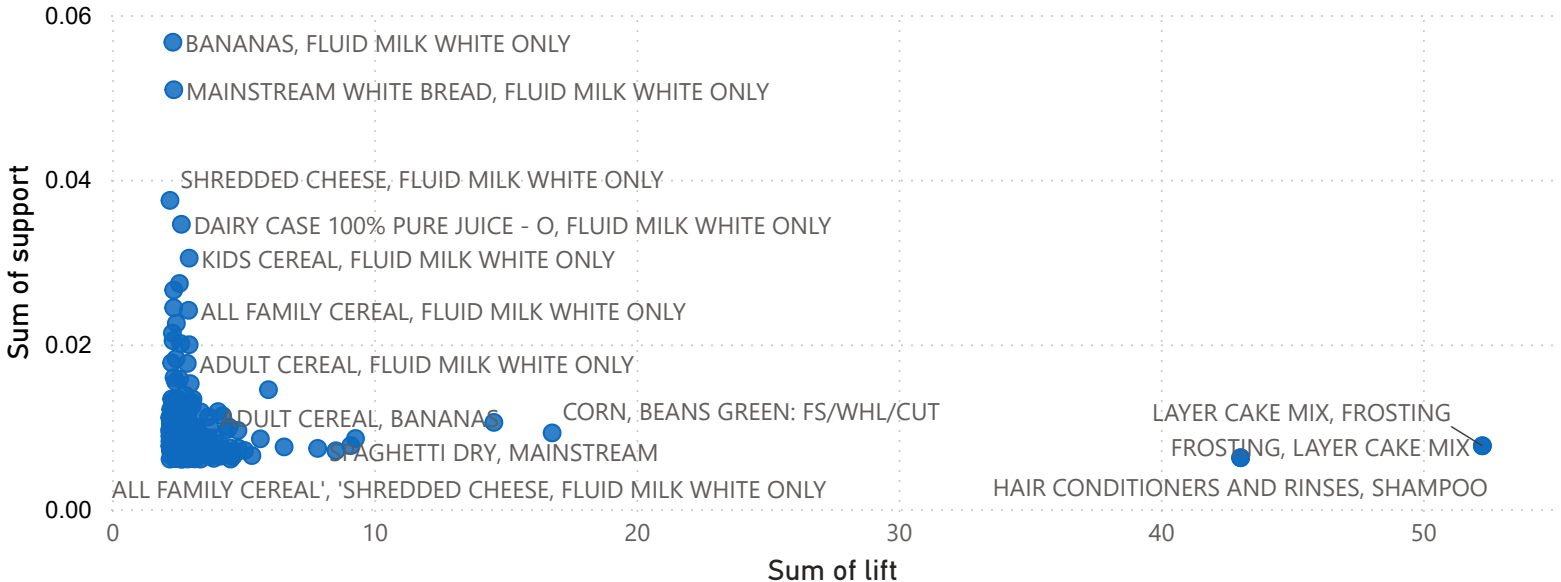 0.06
BANANAS, FLUID MILK WHITE ONLY
MAINSTREAM WHITE BREAD, FLUID MILK WHITE ONLY
0.04
SHREDDED CHEESE, FLUID MILK WHITE ONLY
DAIRY CASE 100% PURE JUICE - O, FLUID MILK WHITE ONLY
KIDS CEREAL, FLUID MILK WHITE ONLY
Sum of support
ALL FAMILY CEREAL, FLUID MILK WHITE ONLY
0.02
ADULT CEREAL, FLUID MILK WHITE ONLY
CORN, BEANS GREEN: FS/WHL/CUT
LAYER CAKE MIX, FROSTING
ADULT CEREAL, BANANAS
FROSTING, LAYER CAKE MIX
SPAGHETTI DRY, MAINSTREAM
ALL FAMILY CEREAL', 'SHREDDED CHEESE, FLUID MILK WHITE ONLY
HAIR CONDITIONERS AND RINSES, SHAMPOO
0.00
0 10 20 30 40 50
Sum of lift